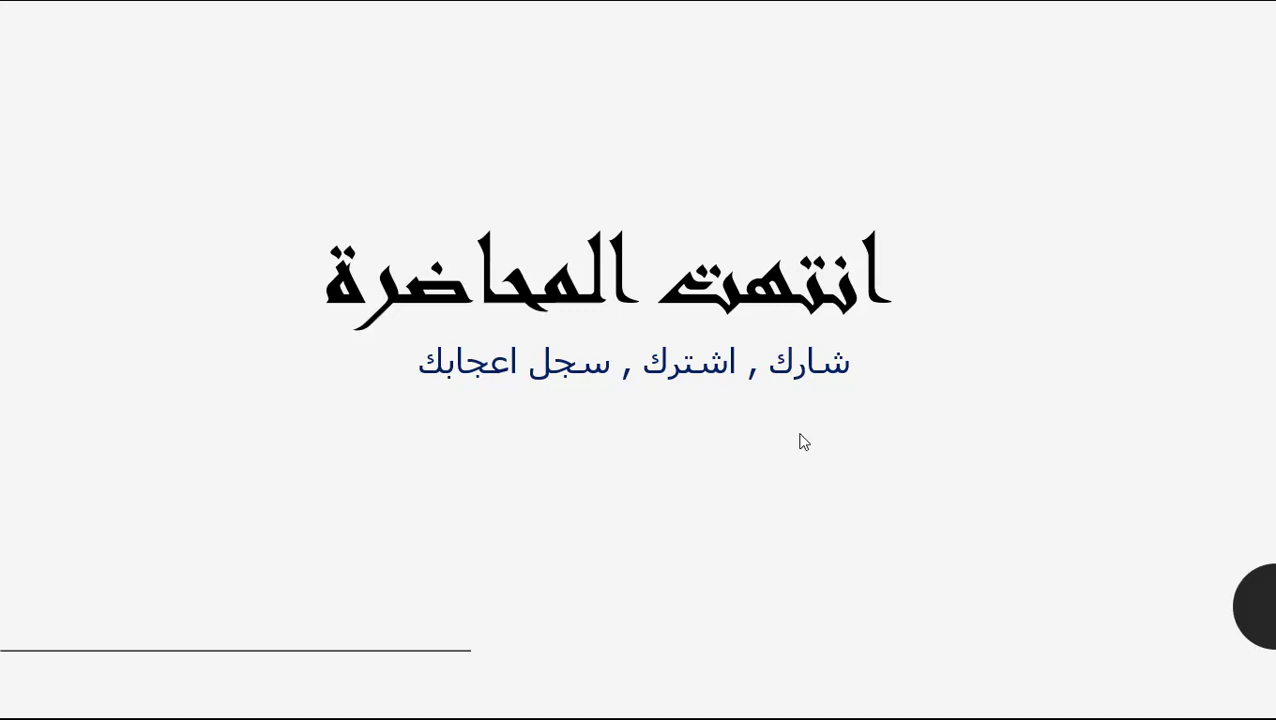 انتهت المحاضرة
شارك , اشترك , سجل اعجابك